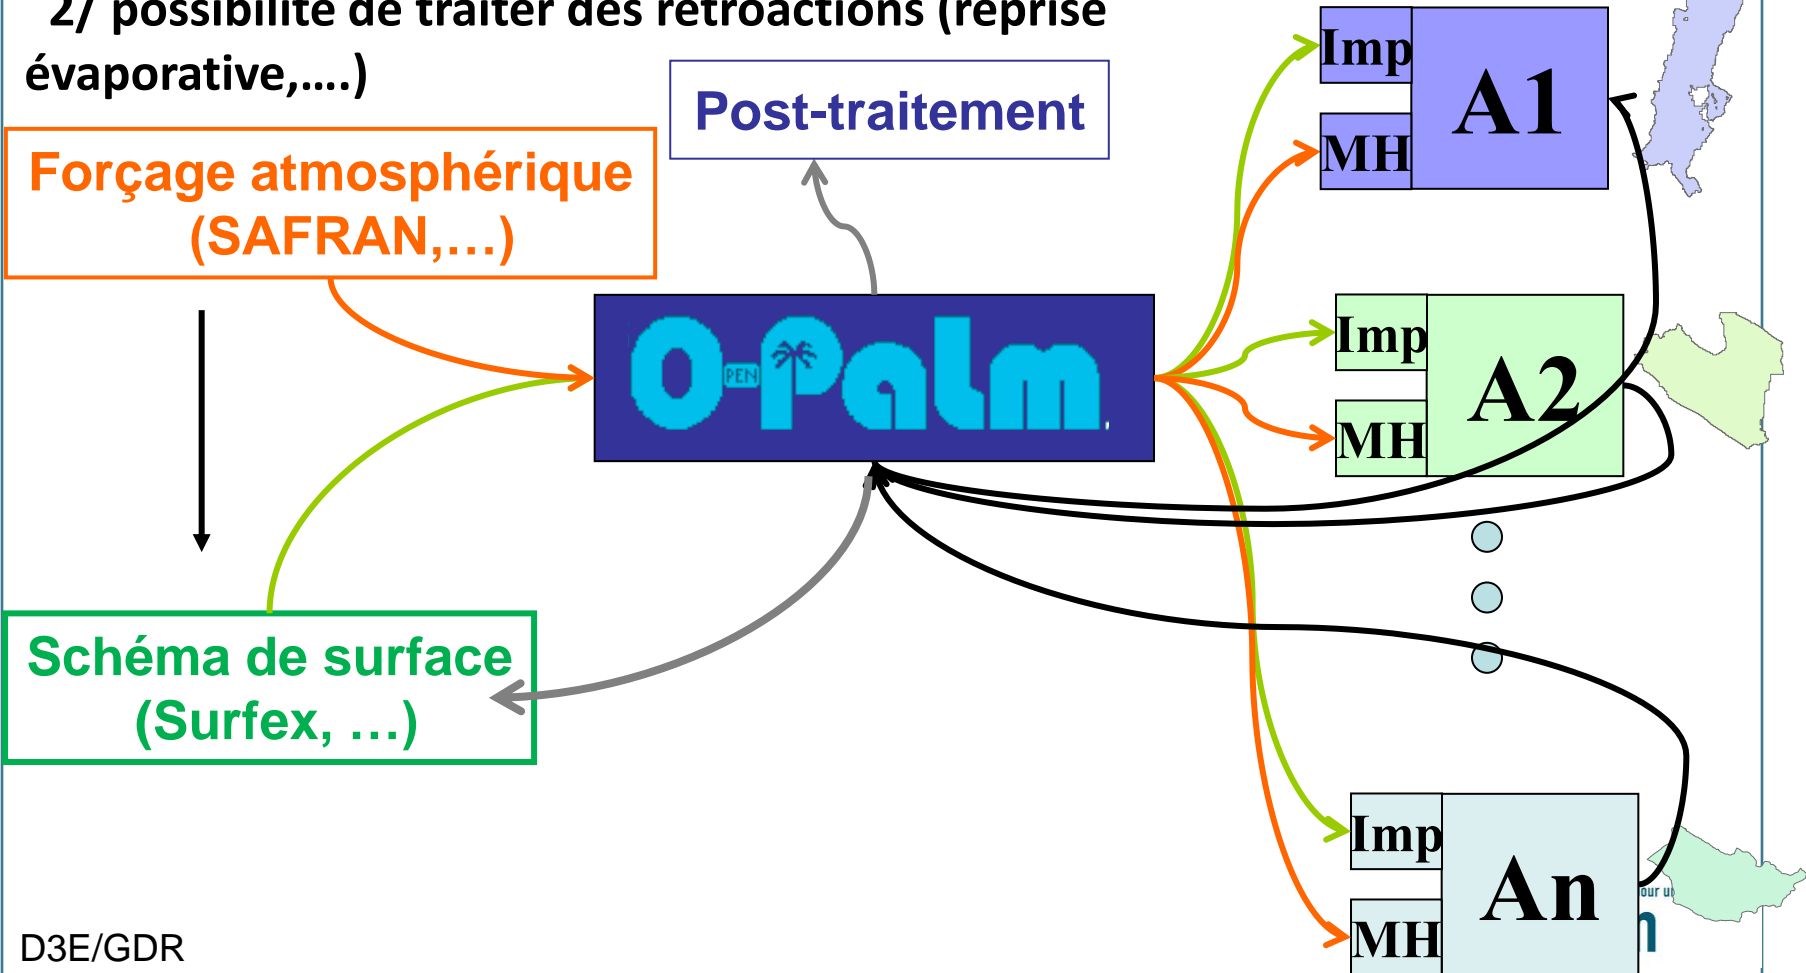 2/ possibilité de traiter des rétroactions (reprise
évaporative,....)
Post-traitement
Forçage atmosphérique
(SAFRAN,...)
O-PaLm
PEN
Schéma de surface
(Surfex, ...)
Imp
MH
A1
Imp
MH
A2
Imp
MH
An
our u
D3E/GDR